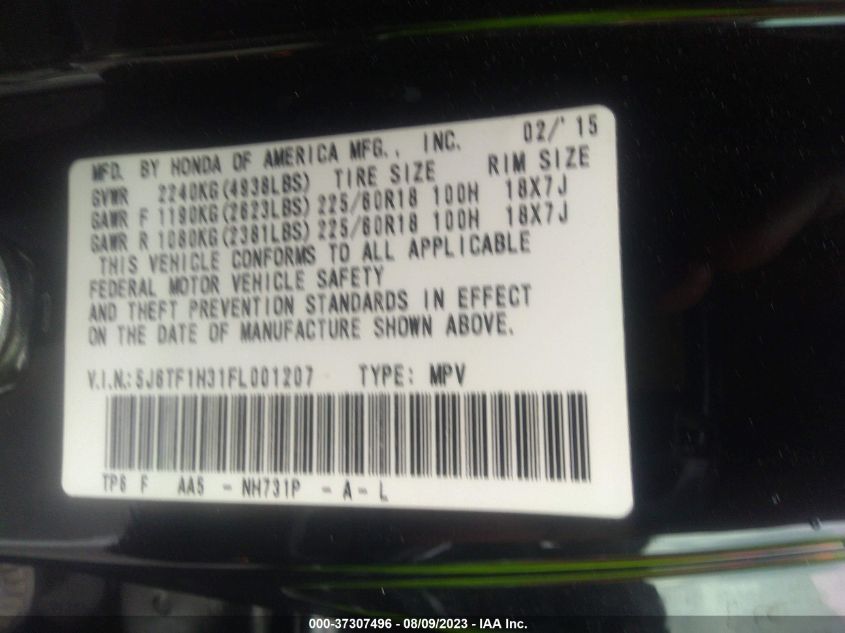 MFD. BY HONDA OF AMERICA MFG., INC. 02/'15
GVWR 2240KG(4938LBS) TIRE SIZE RIM SIZE
GAWR F 1190KG(2623LBS) 225/60R18 100H 18X7J
GAWR R 1080KG(2381LBS) 225/60R18 100H 18X7J
THIS VEHICLE CONFORMS TO ALL APPLICABLE
FEDERAL MOTOR VEHICLE SAFETY
AND THEFT PREVENTION STANDARDS IN EFFECT
ON THE DATE OF MANUFACTURE SHOWN ABOVE.
V.I.N.: 5J6TF1H31FL001207 TYPE: MPV
TP6 F AA5 - NH731P - A - L
000-37307496 - 08/09/2023 - IAA Inc.